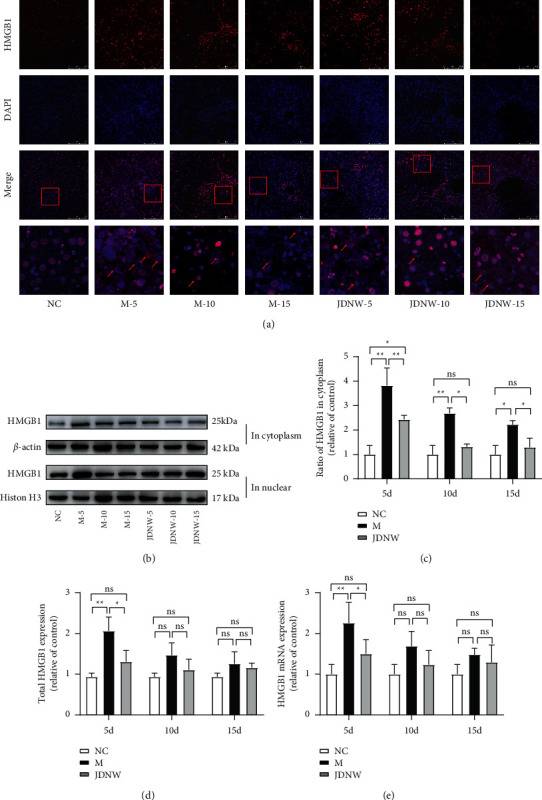 HMGB1
DAPI
Merge
NC M-5 M-10 M-15 JDNW-5 JDNW-10 JDNW-15
(a)
HMGB1 25kDa
β-actin 42 kDa
In cytoplasm
HMGB1 25 kDa
Histon H3 17 kDa
In nuclear
NC M-5 M-10 M-15 JDNW-5 JDNW-10 JDNW-15
(b)
Ratio of HMGB1 in cytoplasm
(relative of control)
5
4
3
2
1
0
* ns ns
** ** ** * * *
5d 10d 15d
NC
M
JDNW
(c)
Total HMGB1 expression
(relative of control)
3
2
1
0
ns ns ns
** * ns ns ns ns
5d 10d 15d
NC
M
JDNW
(d)
HMGB1 mRNA expression
(relative of control)
3
2
1
0
ns ns ns
** * ns ns ns ns
5d 10d 15d
NC
M
JDNW
(e)